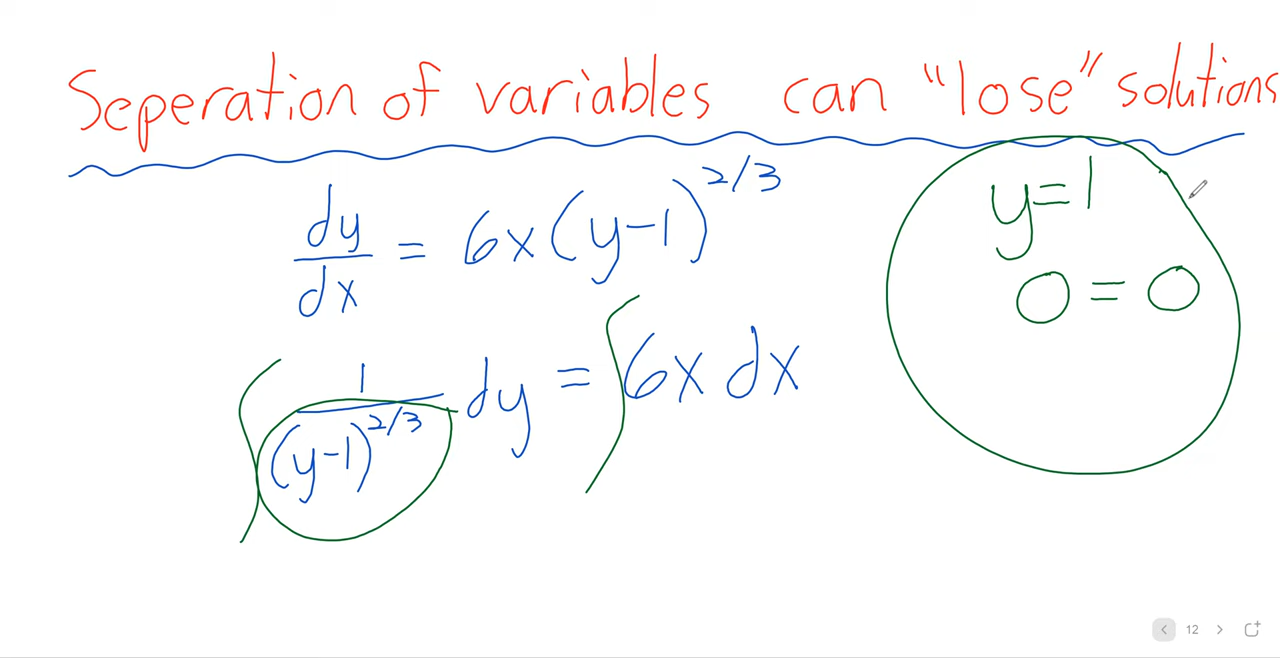 Seperation of variables can "lose" solutions
dy/dx = 6x(y-1)^2/3
y=1
0 = 0
∫ 1/(y-1)^2/3 dy = ∫ 6x dx
12